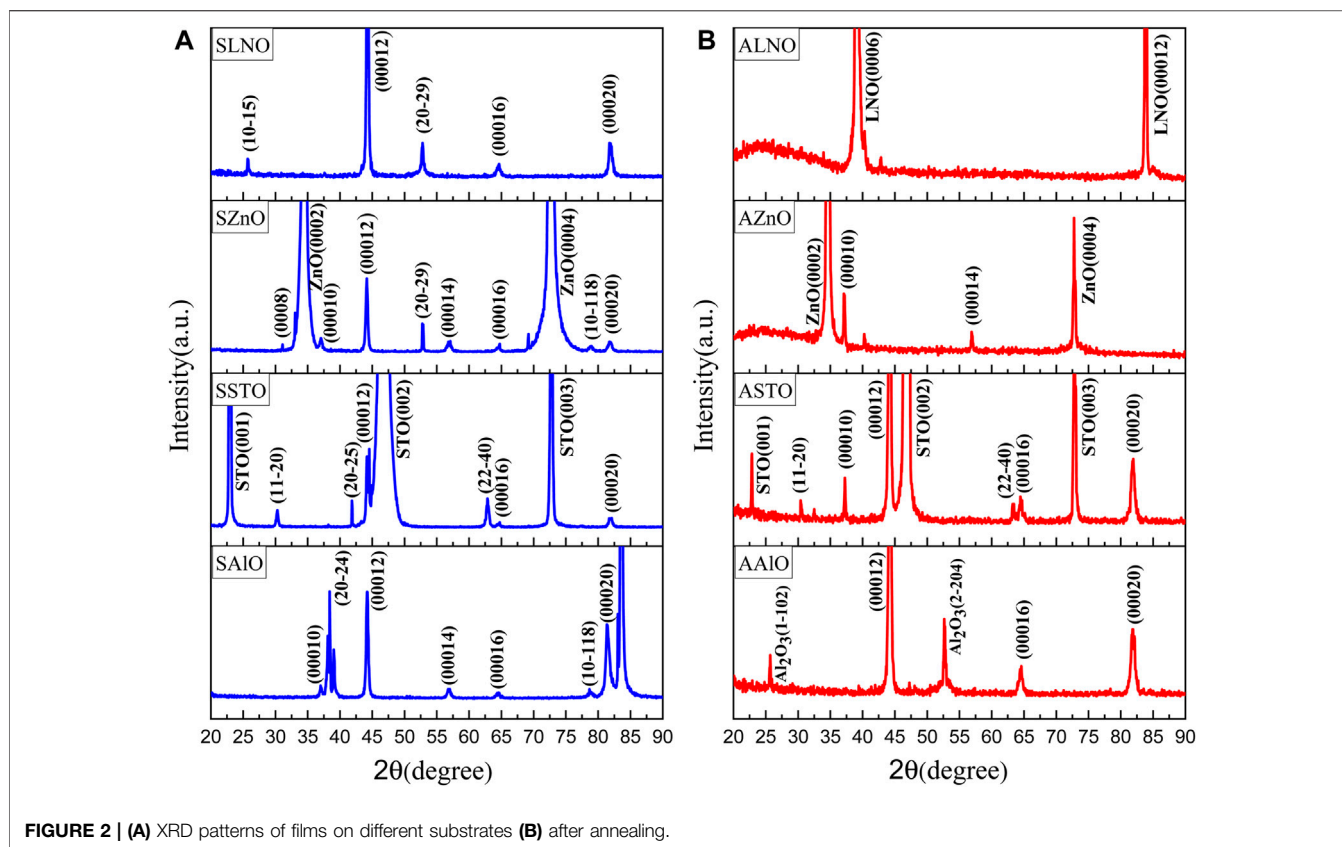 A
SLNO
(10-15)
(00012)
(20-29)
(00016)
(00020)
SZnO
(0008)
ZnO(0002)
(00010)
(00012)
(20-29)
(00014)
(00016)
ZnO(0004)
(10-118)
(00020)
SSTO
STO(001)
(11-20)
(20-25)
(00012)
STO(002)
(22-40)
(00016)
STO(003)
(00020)
SAlO
(00010)
(20-24)
(00012)
(00014)
(00016)
(10-118)
(00020)
Intensity(a.u.)
20 25 30 35 40 45 50 55 60 65 70 75 80 85 90
2θ(degree)
B
ALNO
LNO(0006)
LNO(00012)
AZnO
ZnO(0002)
(00010)
(00014)
ZnO(0004)
ASTO
STO(001)
(11-20)
(00010)
(00012)
STO(002)
(22-40)
(00016)
STO(003)
(00020)
AAlO
Al₂O₃(1-102)
(00012)
Al₂O₃(2-204)
(00016)
(00020)
Intensity(a.u.)
20 25 30 35 40 45 50 55 60 65 70 75 80 85 90
2θ(degree)
FIGURE 2 | (A) XRD patterns of films on different substrates (B) after annealing.